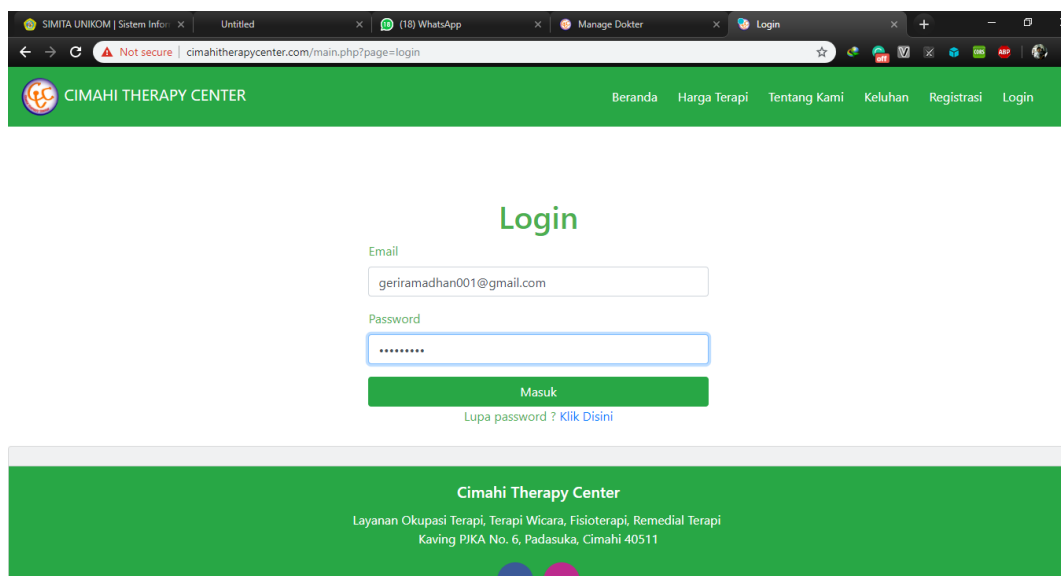 SIMITA UNIKOM | Sistem Infor
Untitled
(18) WhatsApp
Manage Dokter
Login
Not secure | cimahitherapycenter.com/main.php?page=login
off
CORS
ABP
CIMAHI THERAPY CENTER
Beranda Harga Terapi Tentang Kami Keluhan Registrasi Login
Login
Email
geriramadhan001@gmail.com
Password
•••••••••
Masuk
Lupa password ? Klik Disini
Cimahi Therapy Center
Layanan Okupasi Terapi, Terapi Wicara, Fisioterapi, Remedial Terapi
Kaving PJKA No. 6, Padasuka, Cimahi 40511